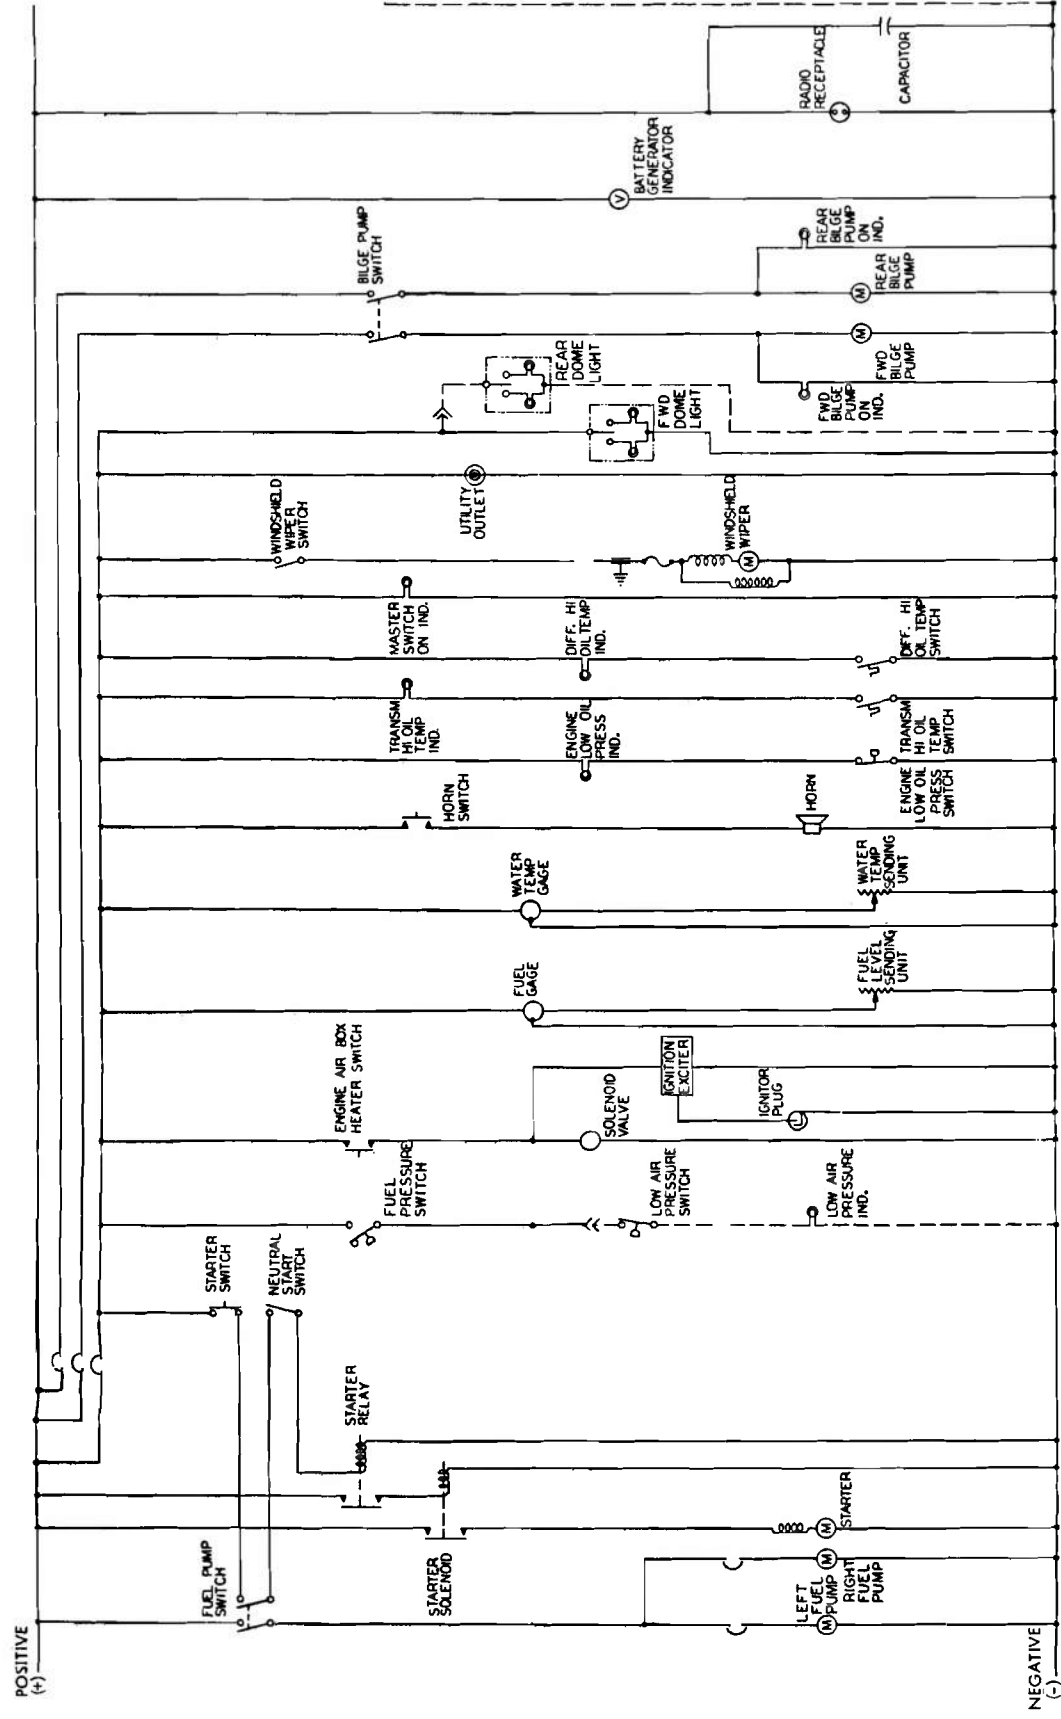 POSITIVE
(+)
NEGATIVE
(-)
FUEL PUMP
SWITCH
STARTER
SOLENOID
LEFT
FUEL
PUMP
RIGHT
FUEL
PUMP
STARTER
STARTER
RELAY
STARTER
SWITCH
NEUTRAL
START
SWITCH
FUEL
PRESSURE
SWITCH
LOW AIR
PRESSURE
SWITCH
LOW AIR
PRESSURE
IND.
ENGINE AIR BOX
HEATER SWITCH
SOLENOID
VALVE
IGNITION
EXCITER
IGNITOR
PLUG
FUEL
GAGE
FUEL
LEVEL
SENDING
UNIT
WATER
TEMP
GAGE
WATER
TEMP
SENDING
UNIT
HORN
SWITCH
HORN
ENGINE
LOW OIL
PRESS
IND.
ENGINE
LOW OIL
PRESS
SWITCH
TRANSM
HI OIL
TEMP
IND.
TRANSM
HI OIL
TEMP
SWITCH
DIFF. HI
OIL TEMP
IND.
DIFF. HI
OIL TEMP
SWITCH
MASTER
SWITCH
ON IND.
WINDSHIELD
WIPER
SWITCH
WINDSHIELD
WIPER
UTILITY
OUTLET
FWD
DOME
LIGHT
REAR
DOME
LIGHT
BILGE PUMP
SWITCH
FWD
BILGE
PUMP
ON
IND.
FWD
BILGE
PUMP
REAR
BILGE
PUMP
REAR
BILGE
PUMP
ON
IND.
BATTERY
GENERATOR
INDICATOR
RADIO
RECEPTACLE
CAPACITOR
M
M
M
M
M
M
V